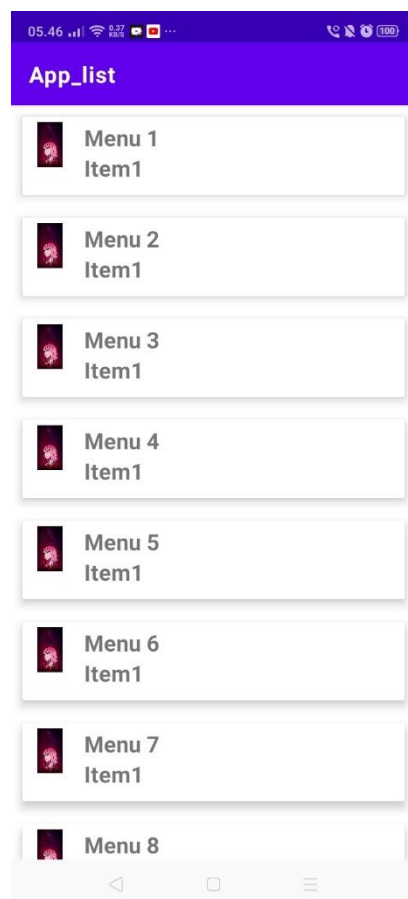 05.46 0.37 KB/S ··· 100
App_list
Menu 1
Item1
Menu 2
Item1
Menu 3
Item1
Menu 4
Item1
Menu 5
Item1
Menu 6
Item1
Menu 7
Item1
Menu 8